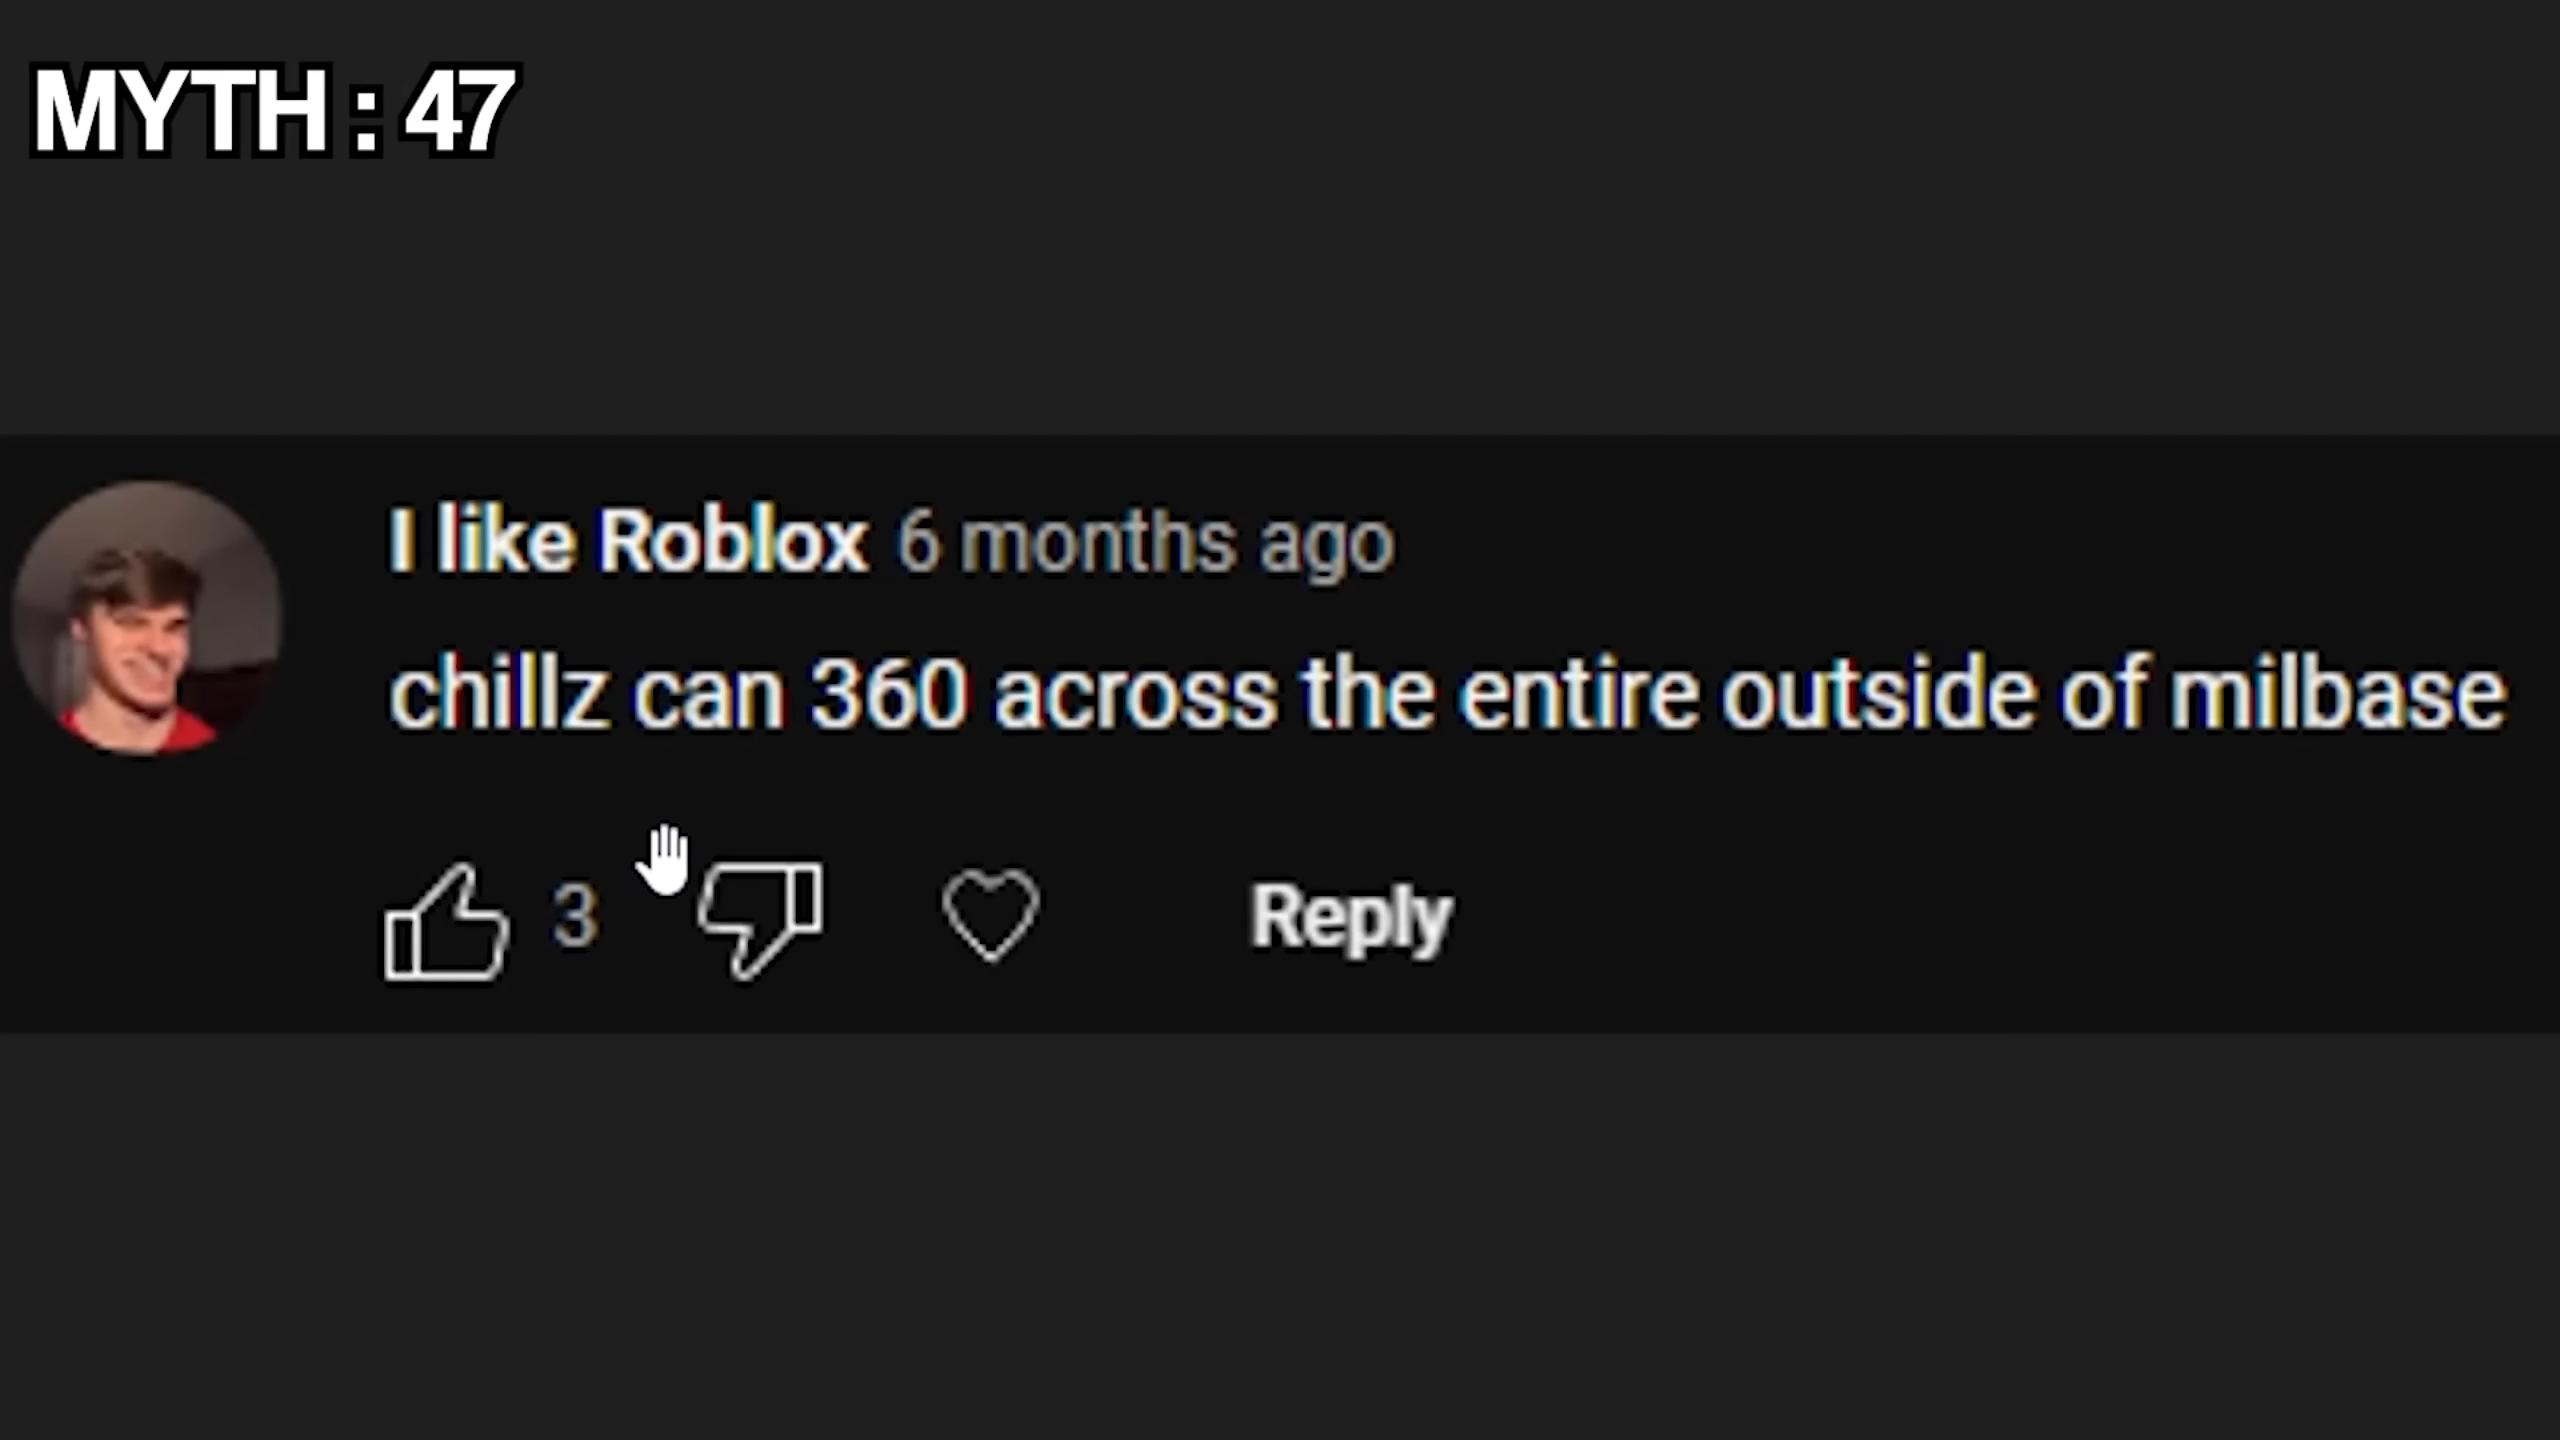 MYTH : 47
I like Roblox 6 months ago
chillz can 360 across the entire outside of milbase
3
Reply